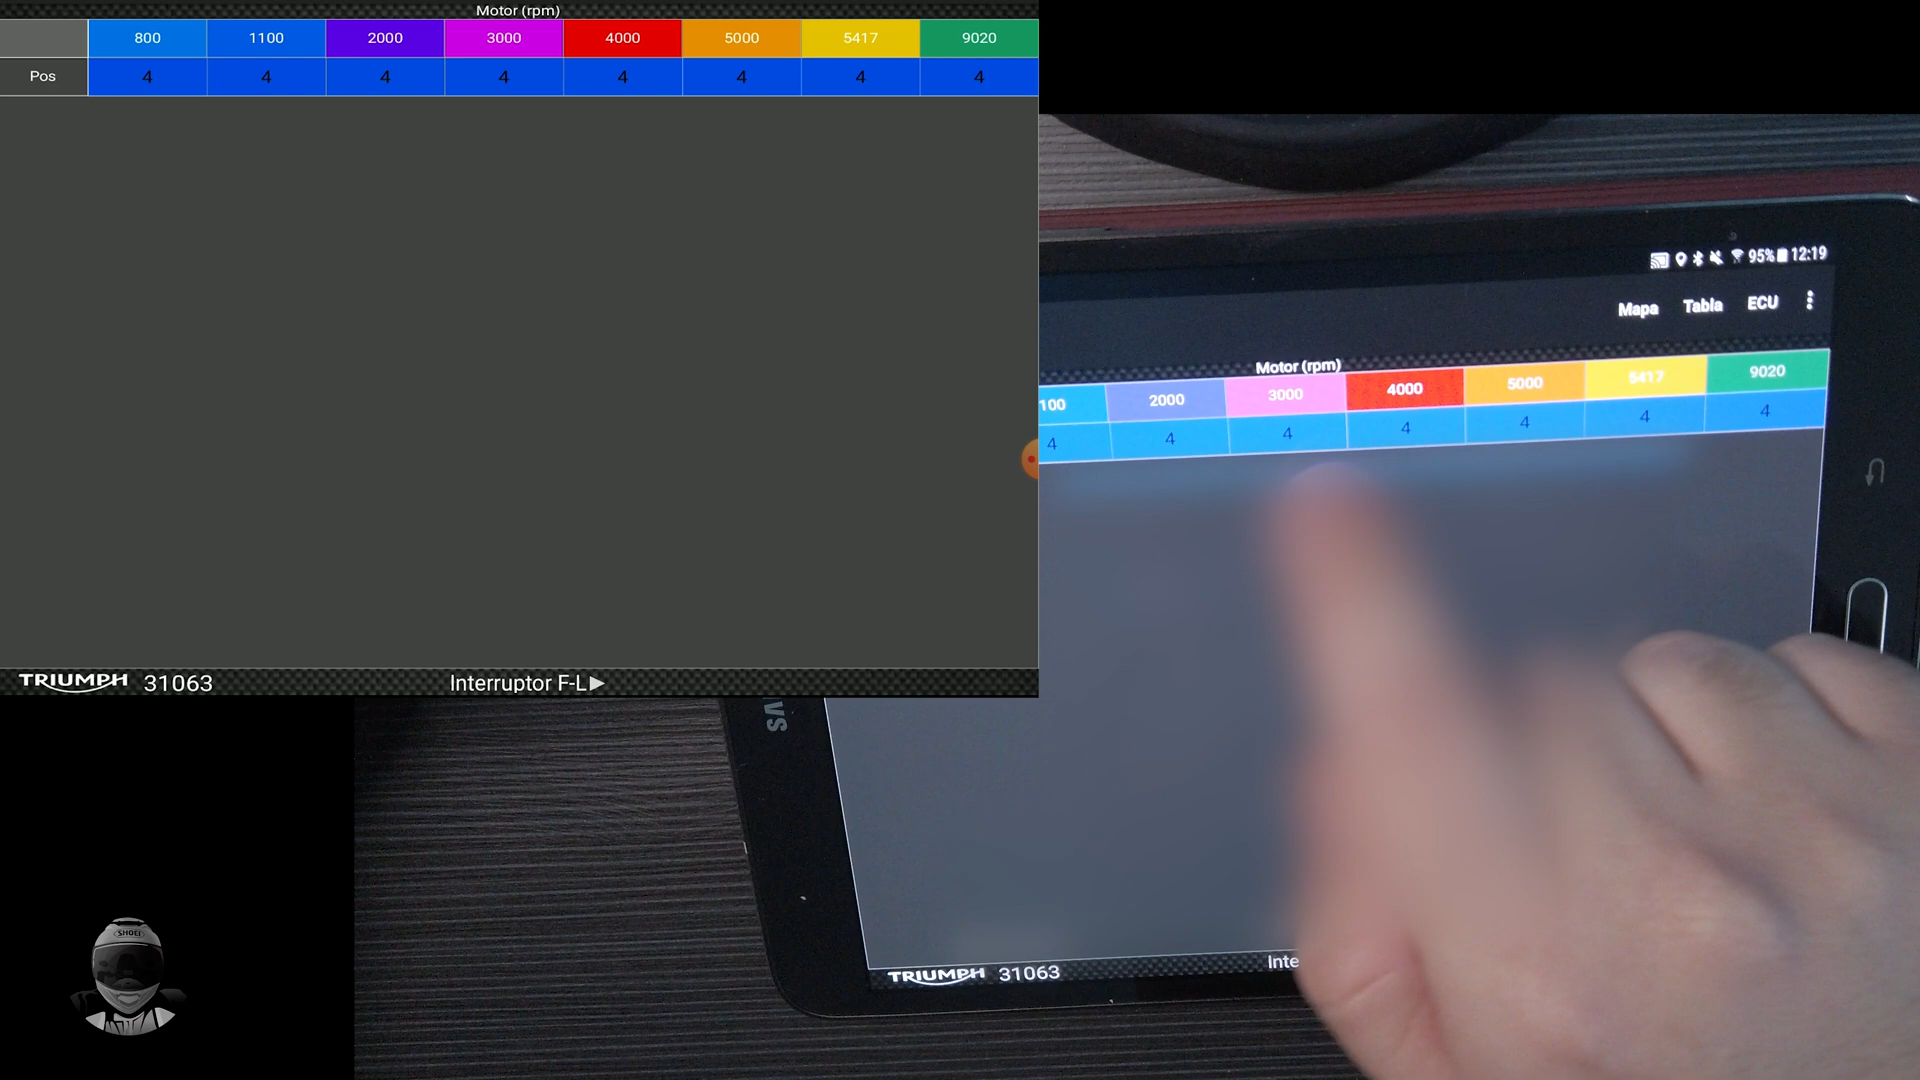 Motor (rpm)
800 1100 2000 3000 4000 5000 5417 9020
Pos 4 4 4 4 4 4 4 4
TRIUMPH 31063 Interruptor F-L▶
95% 12:19
Mapa Tabla ECU
Motor (rpm)
100 2000 3000 4000 5000 5417 9020
4 4 4 4 4 4 4
TRIUMPH 31063 Inte
SHOEI